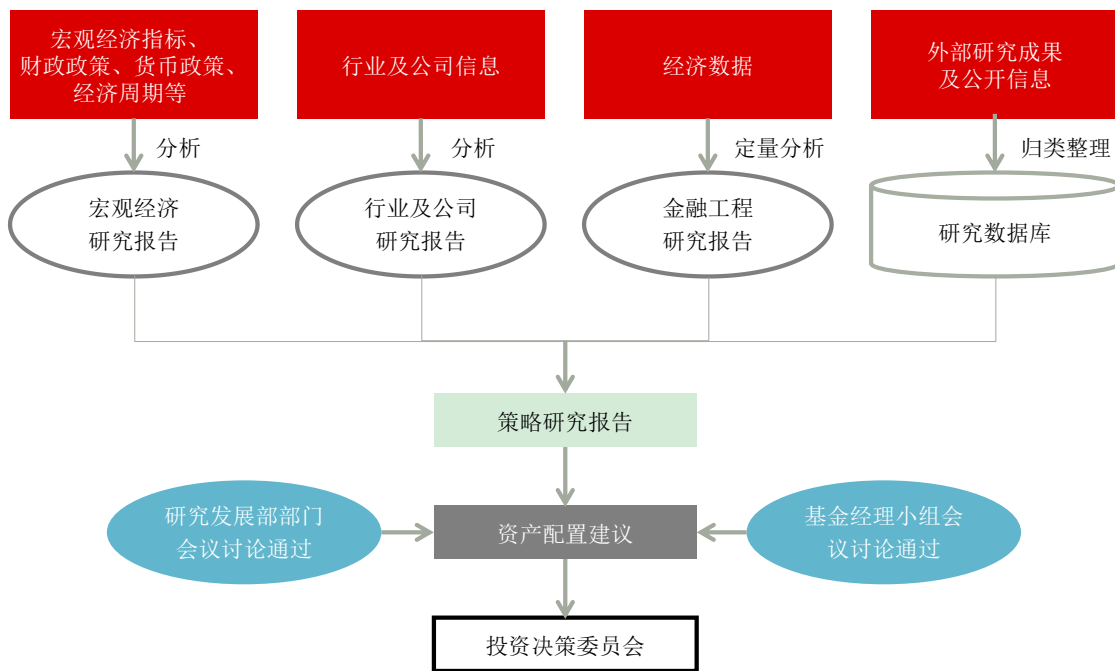 宏观经济指标、
财政政策、货币政策、
经济周期等
行业及公司信息
经济数据
外部研究成果
及公开信息
分析
分析
定量分析
归类整理
宏观经济
研究报告
行业及公司
研究报告
金融工程
研究报告
研究数据库
策略研究报告
研究发展部部门
会议讨论通过
资产配置建议
基金经理小组会
议讨论通过
投资决策委员会